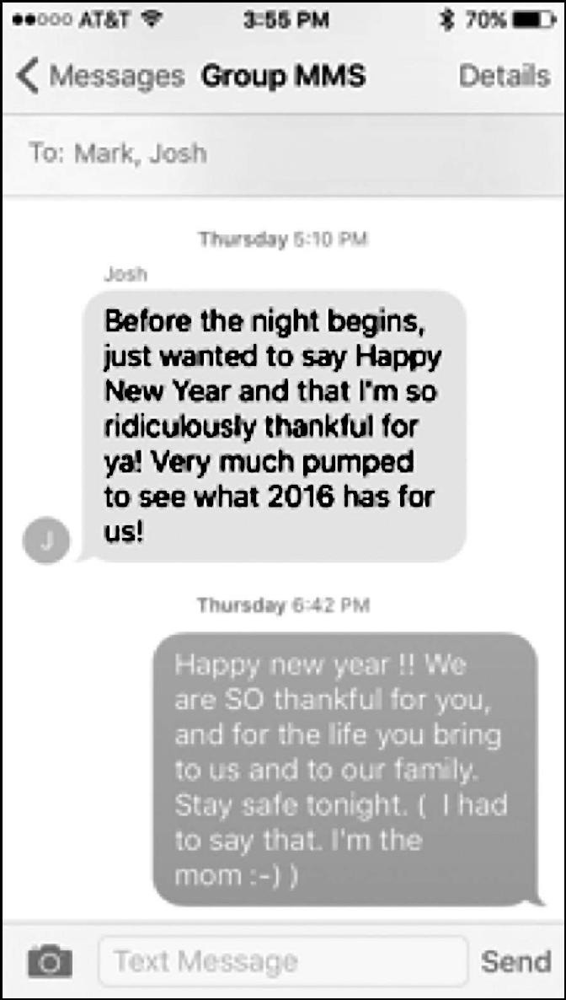 AT&T 3:55 PM 70%
Messages Group MMS Details
To: Mark, Josh
Thursday 5:10 PM
Josh
Before the night begins,
just wanted to say Happy
New Year and that I'm so
ridiculously thankful for
ya! Very much pumped
to see what 2016 has for
us!
J
Thursday 6:42 PM
Happy new year !! We
are SO thankful for you,
and for the life you bring
to us and to our family.
Stay safe tonight. ( I had
to say that. I'm the
mom :-) )
Text Message Send